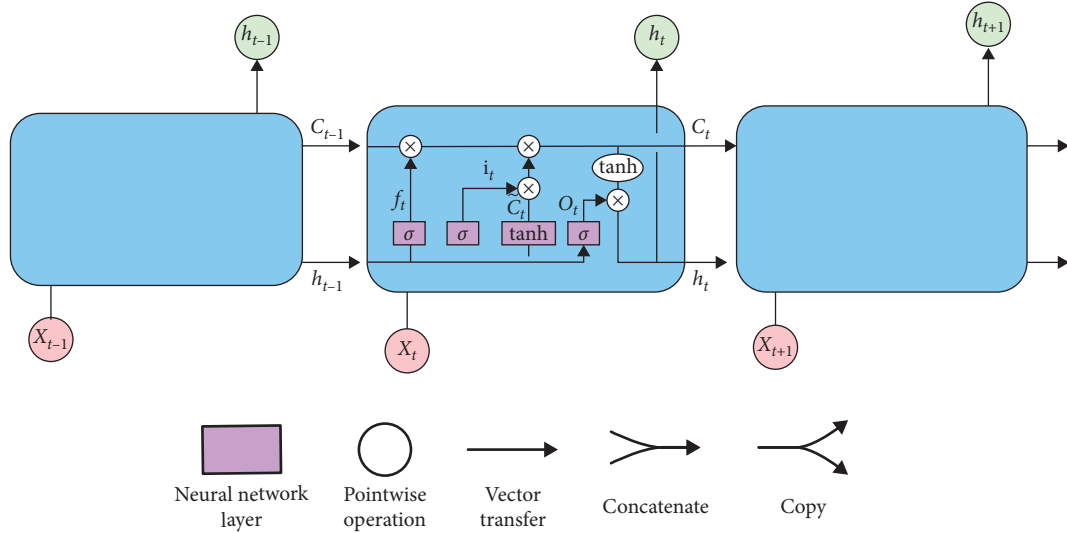 h_{t–1}
h_t
h_{t+1}
C_{t–1}
C_t
×
×
tanh
i_t
×
f_t
C̃_t
O_t
×
σ
σ
tanh
σ
h_{t–1}
h_t
X_{t–1}
X_t
X_{t+1}
Neural network
layer
Pointwise
operation
Vector
transfer
Concatenate
Copy